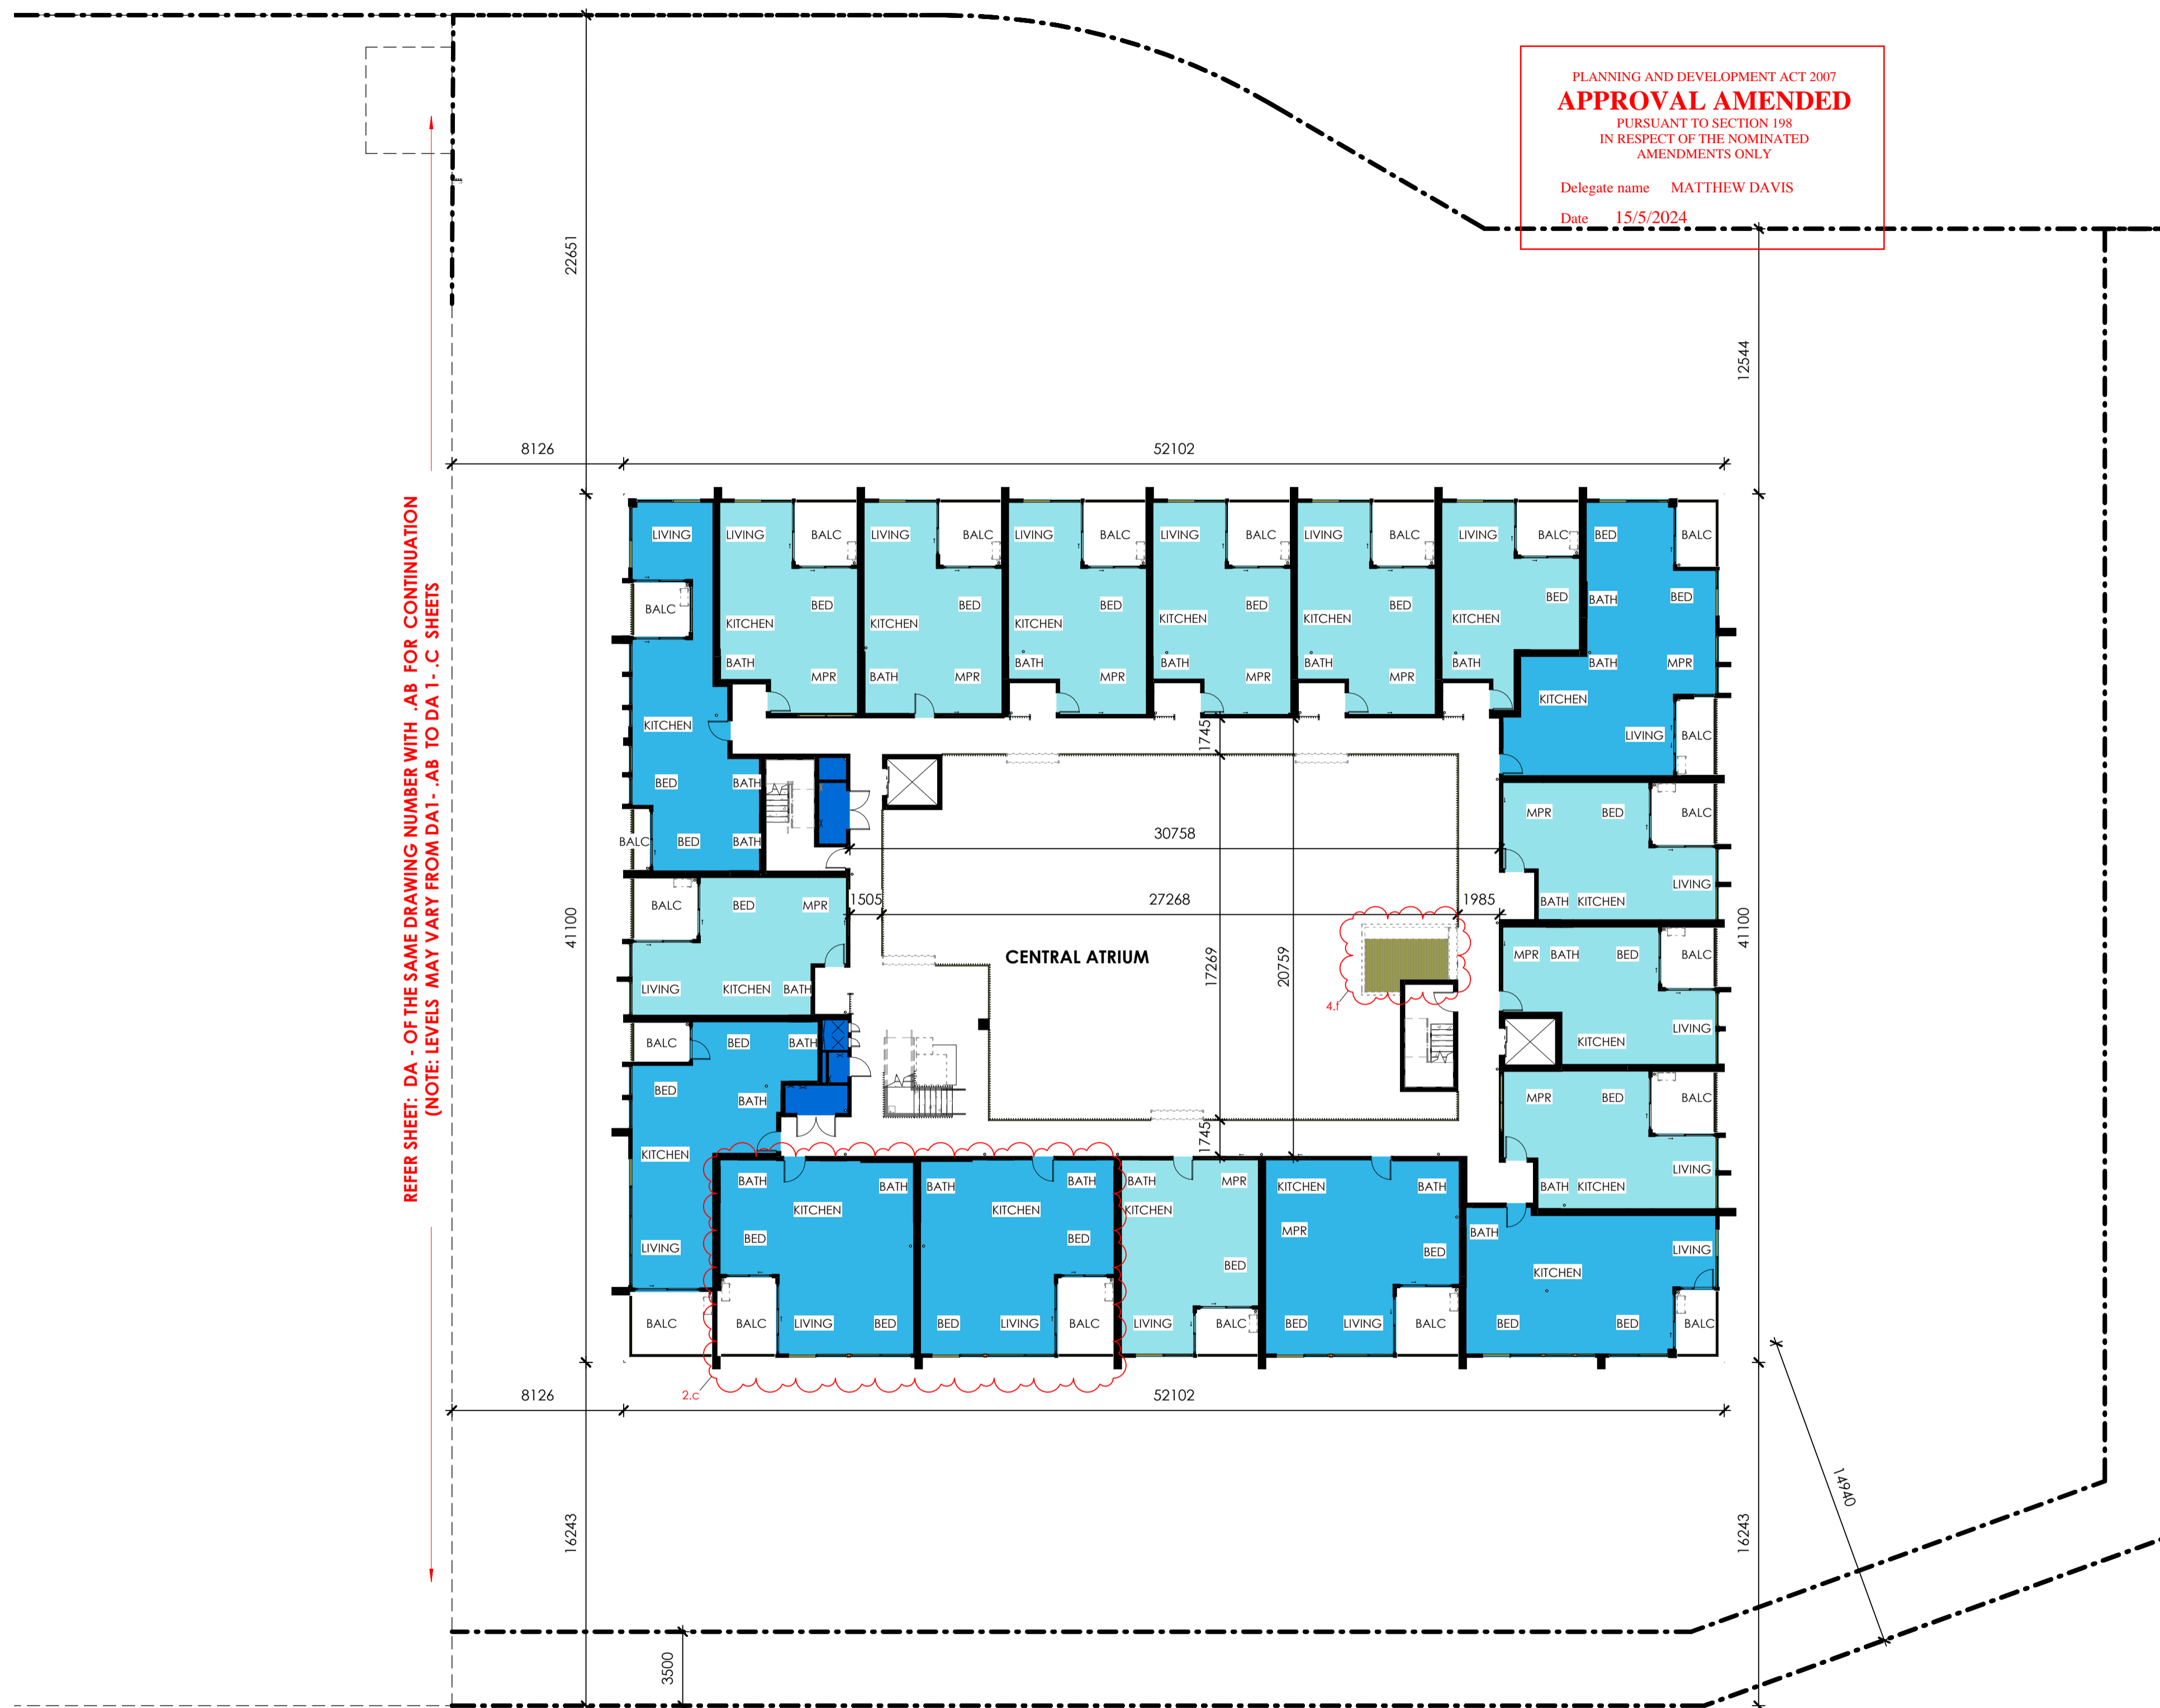 PLANNING AND DEVELOPMENT ACT 2007
APPROVAL AMENDED
PURSUANT TO SECTION 198
IN RESPECT OF THE NOMINATED
AMENDMENTS ONLY
Delegate name MATTHEW DAVIS
Date 15/5/2024
22651
12544
8126
52102
REFER SHEET: DA - OF THE SAME DRAWING NUMBER WITH .AB FOR CONTINUATION
(NOTE: LEVELS MAY VARY FROM DA1- .AB TO DA 1- .C SHEETS
LIVING
LIVING
BALC
LIVING
BALC
LIVING
BALC
LIVING
BALC
LIVING
BALC
LIVING
BALC
BED
BALC
BALC
BED
BED
BED
BED
BED
BED
BATH
BED
KITCHEN
KITCHEN
KITCHEN
KITCHEN
KITCHEN
KITCHEN
BATH
MPR
BATH
MPR
BATH
MPR
BATH
MPR
BATH
MPR
BATH
BATH
MPR
KITCHEN
KITCHEN
LIVING
BALC
1745
BED
BATH
BALC
BED
BATH
MPR
BED
BALC
30758
LIVING
BATH
KITCHEN
BALC
BED
MPR
1505
27268
1985
41100
41100
CENTRAL ATRIUM
17269
20759
4.f
LIVING
KITCHEN
BATH
MPR
BATH
BED
BALC
LIVING
KITCHEN
BALC
BED
BATH
BED
BATH
KITCHEN
LIVING
BALC
MPR
BED
BALC
LIVING
BATH
KITCHEN
1745
BATH
BATH
KITCHEN
BED
BALC
LIVING
BED
BATH
BATH
KITCHEN
BED
BED
LIVING
BALC
BATH
MPR
KITCHEN
BED
LIVING
BALC
KITCHEN
BATH
MPR
BED
BED
LIVING
BALC
BATH
LIVING
KITCHEN
BED
BED
BALC
2.c
8126
52102
14940
16243
16243
3500